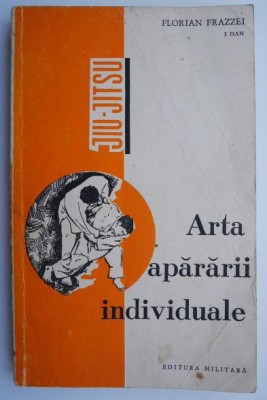 FLORIAN FRAZZEI
3 DAN
JIU-JITSU
Arta
apărării
individuale
EDITURA MILITARĂ